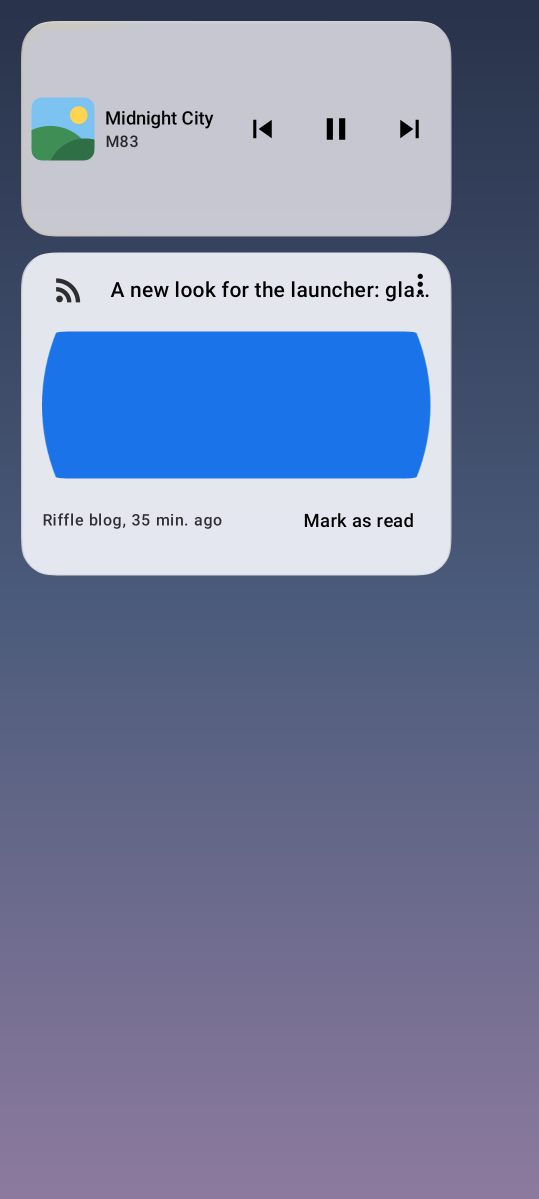 Midnight City
M83
A new look for the launcher: gla...
Riffle blog, 35 min. ago
Mark as read